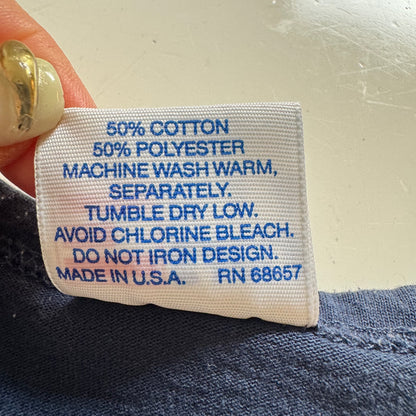 50% COTTON
50% POLYESTER
MACHINE WASH WARM,
SEPARATELY.
TUMBLE DRY LOW.
AVOID CHLORINE BLEACH.
DO NOT IRON DESIGN.
MADE IN U.S.A. RN 68657